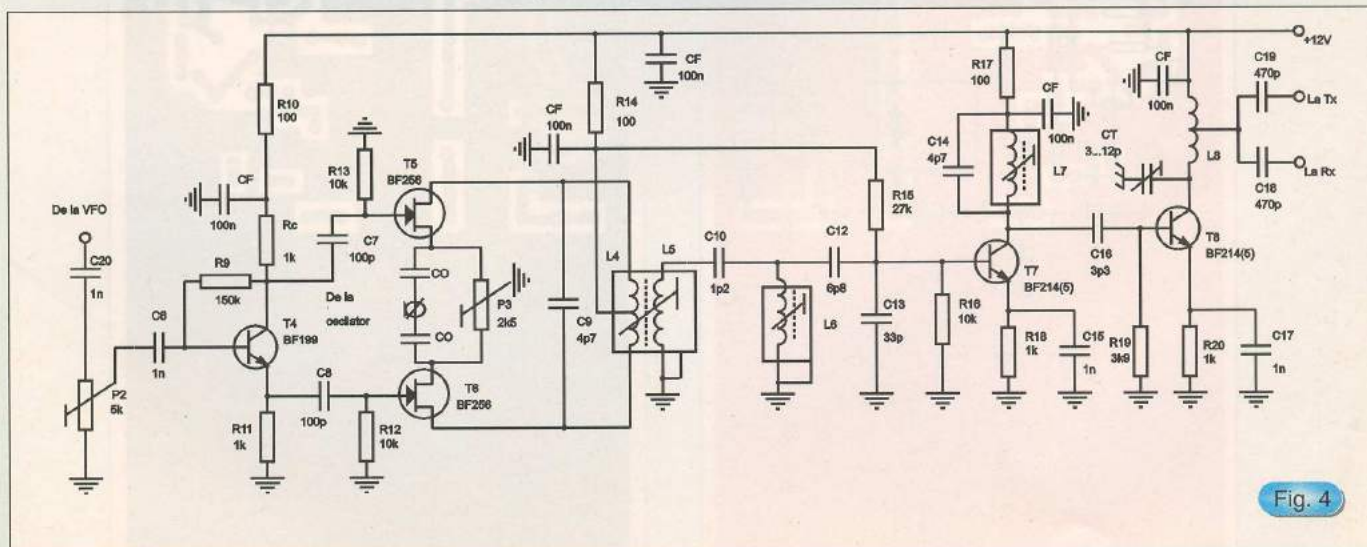 +12V
CF
100n
R10
100
R14
100
R17
100
CF
100n
C19
470p
La Tx
C18
470p
La Rx
L8
CT
3...12p
CF
100n
CF
100n
C14
4p7
L7
R13
10k
T5
BF256
CF
100n
De la VFO
C20
1n
CF
100n
Rc
1k
C7
100p
R9
150k
De la
oscilator
CO
CO
P3
2k5
R15
27k
L4
L5
C10
1p2
C12
6p8
C16
3p3
T8
BF214(5)
T7
BF214(5)
C6
1n
T4
BF199
C9
4p7
L6
C13
33p
R16
10k
P2
5k
C8
100p
T6
BF256
R11
1k
R12
10k
R18
1k
C15
1n
R19
3k9
R20
1k
C17
1n
Fig. 4